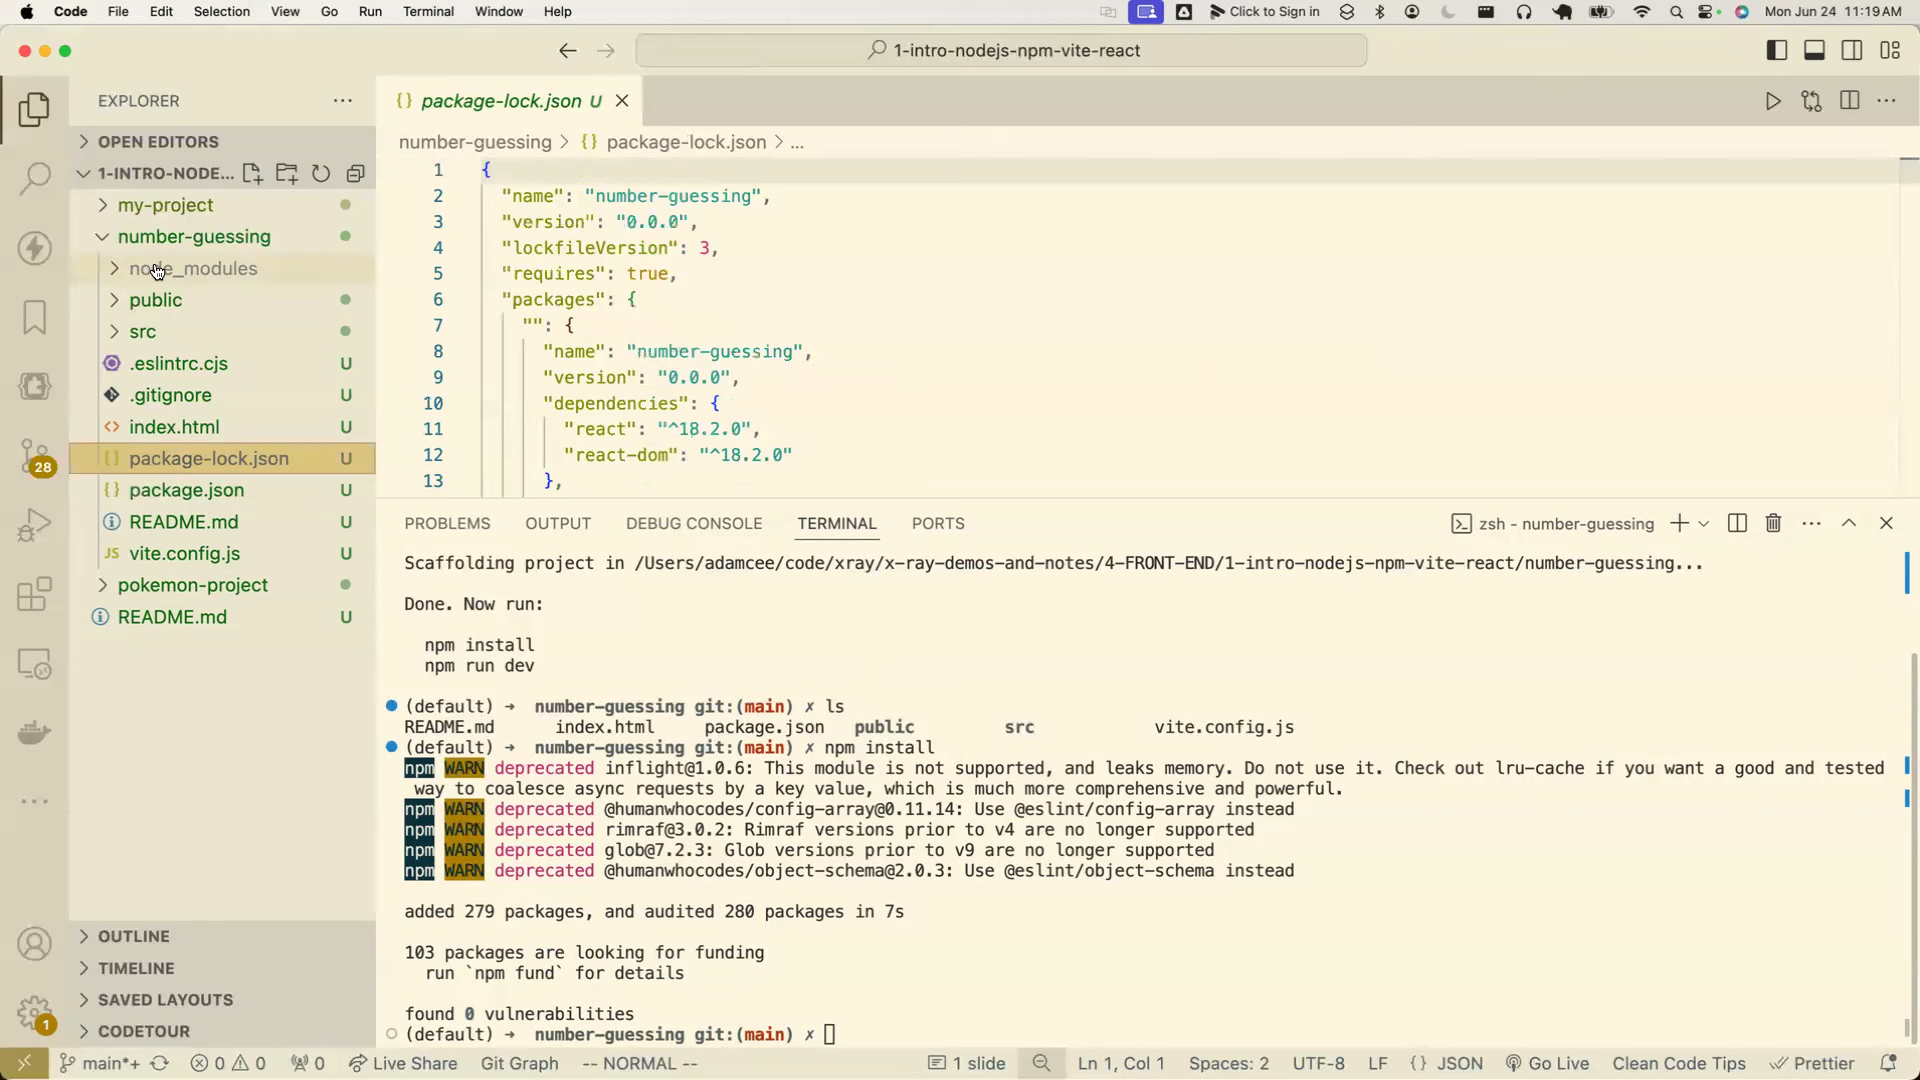 Code File Edit Selection View Go Run Terminal Window Help Click to Sign in Mon Jun 24 11:19 AM
1-intro-nodejs-npm-vite-react
EXPLORER
OPEN EDITORS
1-INTRO-NODE...
my-project
number-guessing
node_modules
public
src
.eslintrc.cjs U
.gitignore U
index.html U
package-lock.json U
package.json U
README.md U
vite.config.js U
pokemon-project
README.md U
28
1
OUTLINE
TIMELINE
SAVED LAYOUTS
CODETOUR
{} package-lock.json U
number-guessing > {} package-lock.json > ...
1 {
2 "name": "number-guessing",
3 "version": "0.0.0",
4 "lockfileVersion": 3,
5 "requires": true,
6 "packages": {
7 "": {
8 "name": "number-guessing",
9 "version": "0.0.0",
10 "dependencies": {
11 "react": "^18.2.0",
12 "react-dom": "^18.2.0"
13 },
PROBLEMS OUTPUT DEBUG CONSOLE TERMINAL PORTS zsh - number-guessing
Scaffolding project in /Users/adamcee/code/xray/x-ray-demos-and-notes/4-FRONT-END/1-intro-nodejs-npm-vite-react/number-guessing...
Done. Now run:
npm install
npm run dev
(default) → number-guessing git:(main) ✗ ls
README.md index.html package.json public src vite.config.js
(default) → number-guessing git:(main) ✗ npm install
npm WARN deprecated inflight@1.0.6: This module is not supported, and leaks memory. Do not use it. Check out lru-cache if you want a good and tested
way to coalesce async requests by a key value, which is much more comprehensive and powerful.
npm WARN deprecated @humanwhocodes/config-array@0.11.14: Use @eslint/config-array instead
npm WARN deprecated rimraf@3.0.2: Rimraf versions prior to v4 are no longer supported
npm WARN deprecated glob@7.2.3: Glob versions prior to v9 are no longer supported
npm WARN deprecated @humanwhocodes/object-schema@2.0.3: Use @eslint/object-schema instead
added 279 packages, and audited 280 packages in 7s
103 packages are looking for funding
run `npm fund` for details
found 0 vulnerabilities
(default) → number-guessing git:(main) ✗
main*+ 0 0 0 Live Share Git Graph -- NORMAL -- 1 slide Ln 1, Col 1 Spaces: 2 UTF-8 LF {} JSON Go Live Clean Code Tips Prettier